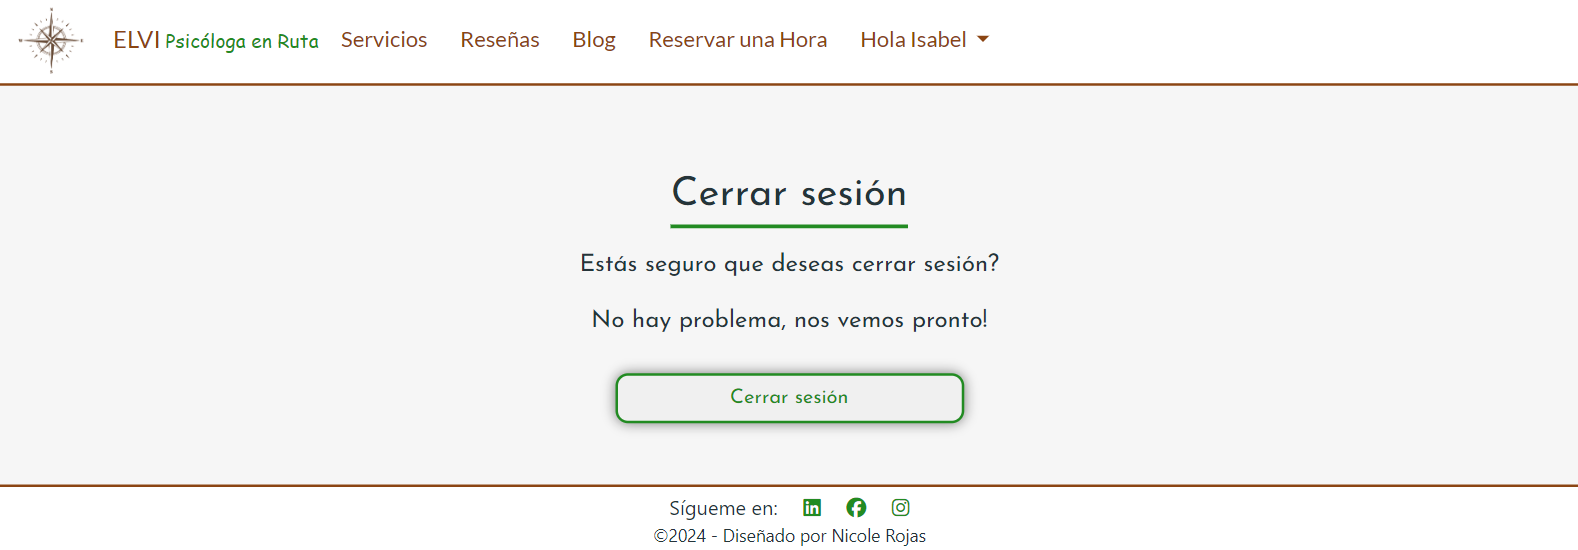 ELVI Psicóloga en Ruta Servicios Reseñas Blog Reservar una Hora Hola Isabel
Cerrar sesión
Estás seguro que deseas cerrar sesión?
No hay problema, nos vemos pronto!
Cerrar sesión
Sígueme en:
©2024 - Diseñado por Nicole Rojas